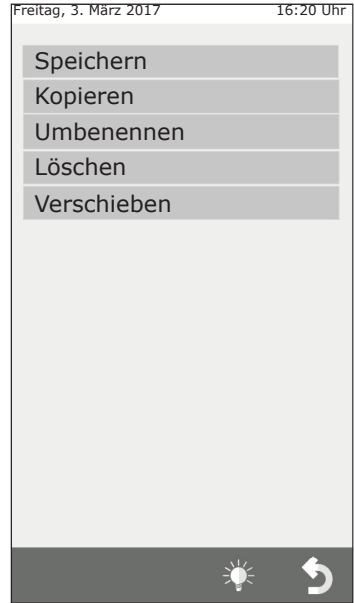 Freitag, 3. März 2017 16:20 Uhr
Speichern
Kopieren
Umbenennen
Löschen
Verschieben